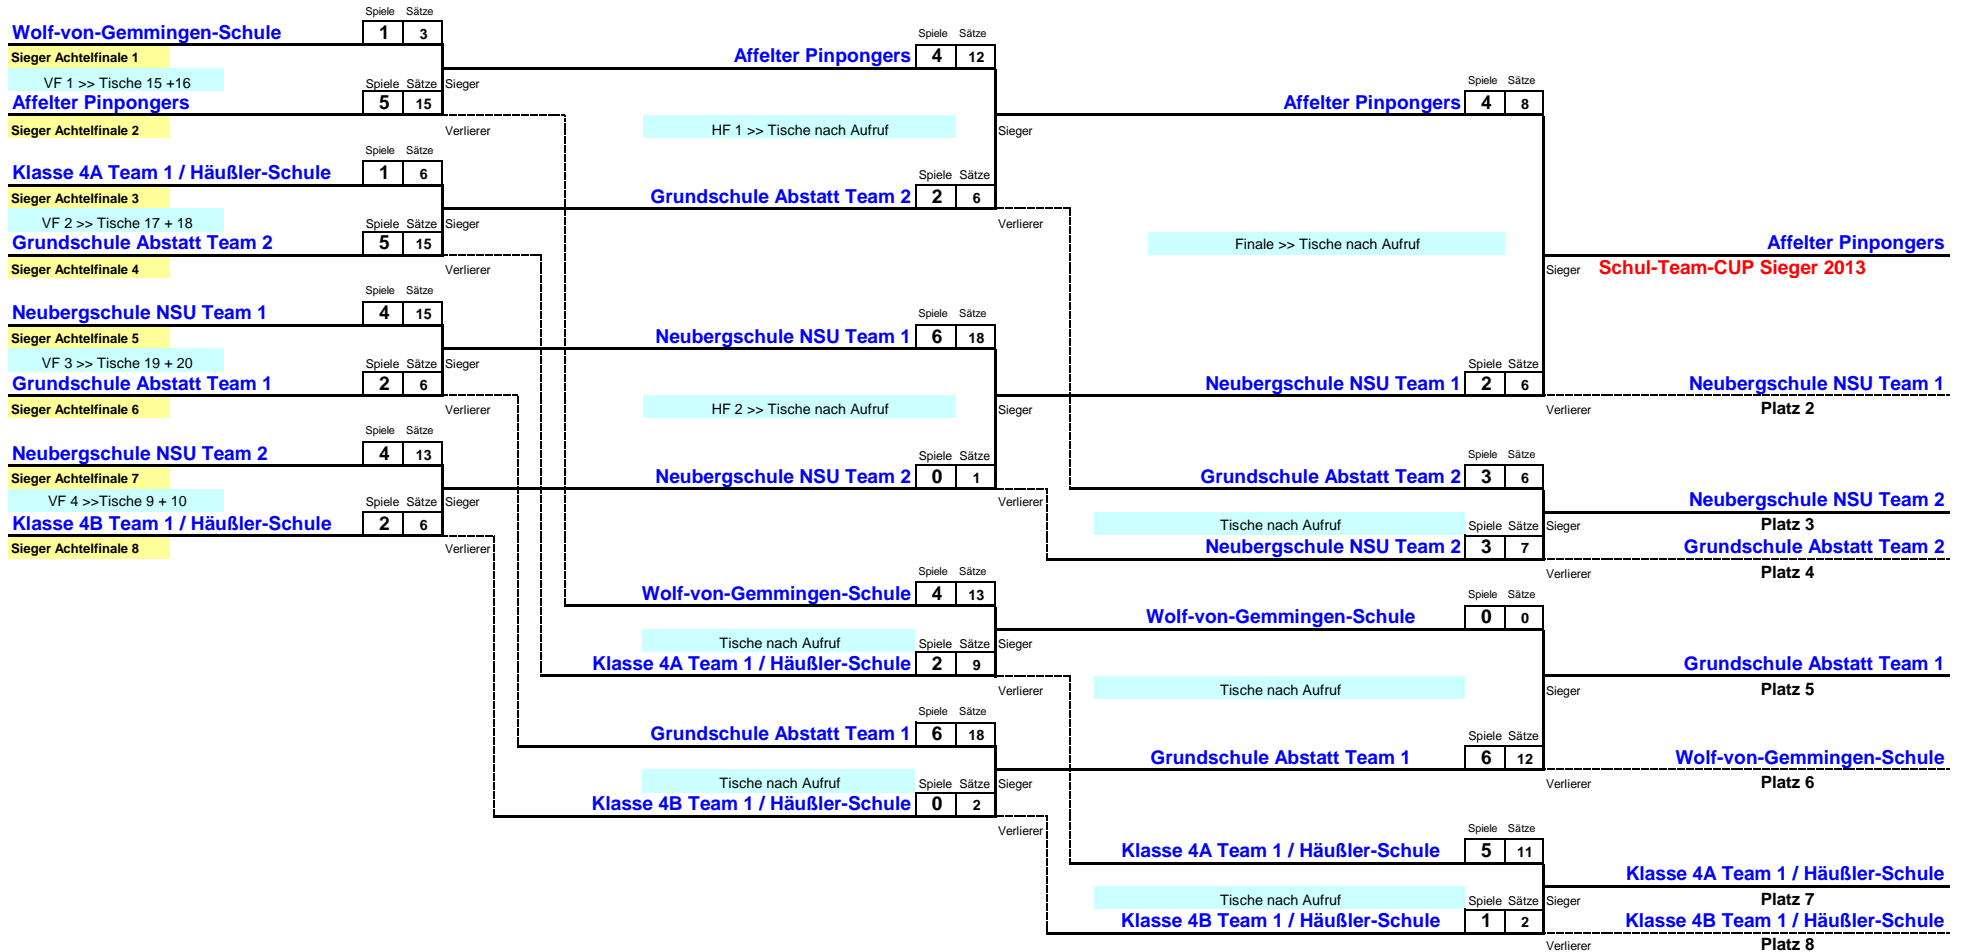 Spiele Sätze
Wolf-von-Gemmingen-Schule 1 3
Sieger Achtelfinale 1
VF 1 >> Tische 15 +16
Spiele Sätze Sieger
Affelter Pinpongers 5 15
Sieger Achtelfinale 2
Verlierer
Spiele Sätze
Klasse 4A Team 1 / Häußler-Schule 1 6
Sieger Achtelfinale 3
VF 2 >> Tische 17 + 18
Spiele Sätze Sieger
Grundschule Abstatt Team 2 5 15
Sieger Achtelfinale 4
Verlierer
Spiele Sätze
Neubergschule NSU Team 1 4 15
Sieger Achtelfinale 5
VF 3 >> Tische 19 + 20
Spiele Sätze Sieger
Grundschule Abstatt Team 1 2 6
Sieger Achtelfinale 6
Verlierer
Spiele Sätze
Neubergschule NSU Team 2 4 13
Sieger Achtelfinale 7
VF 4 >>Tische 9 + 10
Spiele Sätze Sieger
Klasse 4B Team 1 / Häußler-Schule 2 6
Sieger Achtelfinale 8
Verlierer
Spiele Sätze
Affelter Pinpongers 4 12
HF 1 >> Tische nach Aufruf
Sieger
Spiele Sätze
Grundschule Abstatt Team 2 2 6
Verlierer
Spiele Sätze
Neubergschule NSU Team 1 6 18
HF 2 >> Tische nach Aufruf
Sieger
Spiele Sätze
Neubergschule NSU Team 2 0 1
Verlierer
Spiele Sätze
Wolf-von-Gemmingen-Schule 4 13
Tische nach Aufruf
Spiele Sätze Sieger
Klasse 4A Team 1 / Häußler-Schule 2 9
Verlierer
Spiele Sätze
Grundschule Abstatt Team 1 6 18
Tische nach Aufruf
Spiele Sätze Sieger
Klasse 4B Team 1 / Häußler-Schule 0 2
Verlierer
Spiele Sätze
Affelter Pinpongers 4 8
Finale >> Tische nach Aufruf
Spiele Sätze
Neubergschule NSU Team 1 2 6
Affelter Pinpongers
Sieger Schul-Team-CUP Sieger 2013
Neubergschule NSU Team 1
Verlierer Platz 2
Spiele Sätze
Grundschule Abstatt Team 2 3 6
Tische nach Aufruf
Spiele Sätze
Neubergschule NSU Team 2 3 7
Neubergschule NSU Team 2
Sieger Platz 3
Grundschule Abstatt Team 2
Verlierer Platz 4
Spiele Sätze
Wolf-von-Gemmingen-Schule 0 0
Tische nach Aufruf
Spiele Sätze
Grundschule Abstatt Team 1 6 12
Grundschule Abstatt Team 1
Sieger Platz 5
Wolf-von-Gemmingen-Schule
Verlierer Platz 6
Spiele Sätze
Klasse 4A Team 1 / Häußler-Schule 5 11
Tische nach Aufruf
Spiele Sätze
Klasse 4B Team 1 / Häußler-Schule 1 2
Klasse 4A Team 1 / Häußler-Schule
Sieger Platz 7
Klasse 4B Team 1 / Häußler-Schule
Verlierer Platz 8